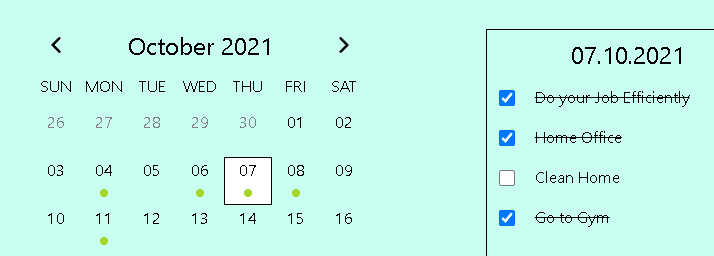 October 2021
SUN MON TUE WED THU FRI SAT
26 27 28 29 30 01 02
03 04 05 06 07 08 09
10 11 12 13 14 15 16
07.10.2021
Do your Job Efficiently
Home Office
Clean Home
Go to Gym